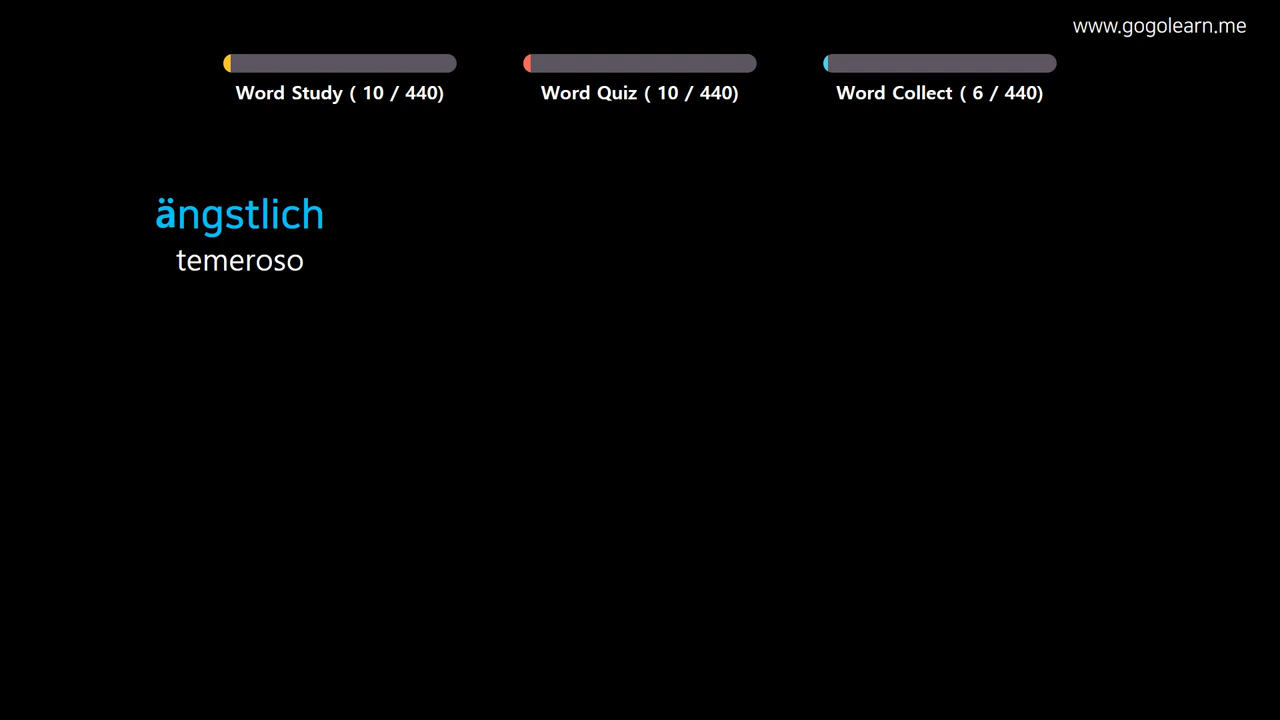 www.gogolearn.me
Word Study ( 10 / 440)
Word Quiz ( 10 / 440)
Word Collect ( 6 / 440)
ängstlich
temeroso